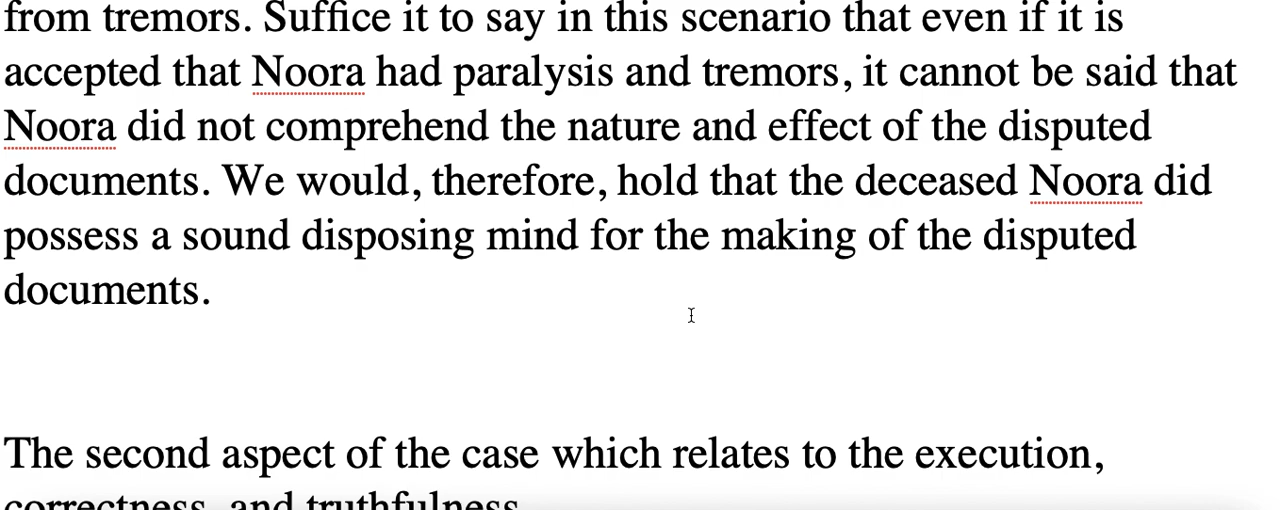 from tremors. Suffice it to say in this scenario that even if it is
accepted that Noora had paralysis and tremors, it cannot be said that
Noora did not comprehend the nature and effect of the disputed
documents. We would, therefore, hold that the deceased Noora did
possess a sound disposing mind for the making of the disputed
documents.
The second aspect of the case which relates to the execution,
correctness, and truthfulness